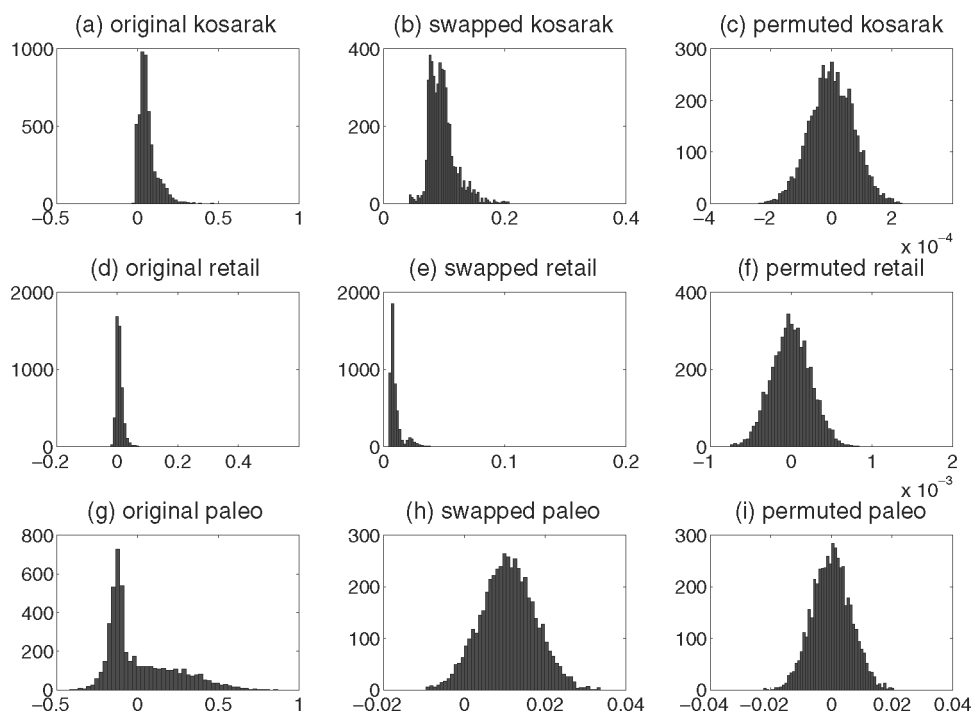 (a) original kosarak
(b) swapped kosarak
(c) permuted kosarak
1000
500
0
−0.5 0 0.5 1
400
200
0
0 0.2 0.4
300
200
100
0
−4 −2 0 2
x 10⁻⁴
(d) original retail
(e) swapped retail
(f) permuted retail
2000
1000
0
−0.2 0 0.2 0.4
2000
1000
0
0 0.1 0.2
400
200
0
−1 0 1 2
x 10⁻³
(g) original paleo
(h) swapped paleo
(i) permuted paleo
800
600
400
200
0
−0.5 0 0.5 1
300
200
100
0
−0.02 0 0.02 0.04
300
200
100
0
−0.04 −0.02 0 0.02 0.04